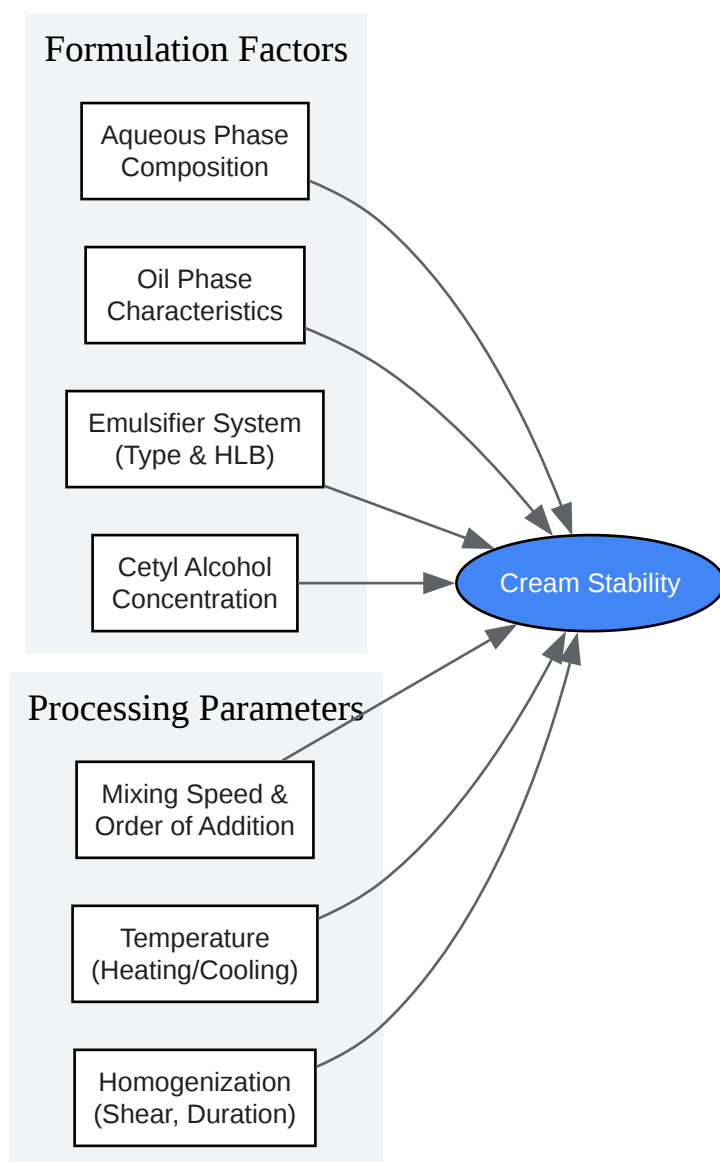 Formulation Factors
Aqueous Phase
Composition
Oil Phase
Characteristics
Emulsifier System
(Type & HLB)
Cetyl Alcohol
Concentration
Cream Stability
Processing Parameters
Mixing Speed &
Order of Addition
Temperature
(Heating/Cooling)
Homogenization
(Shear, Duration)